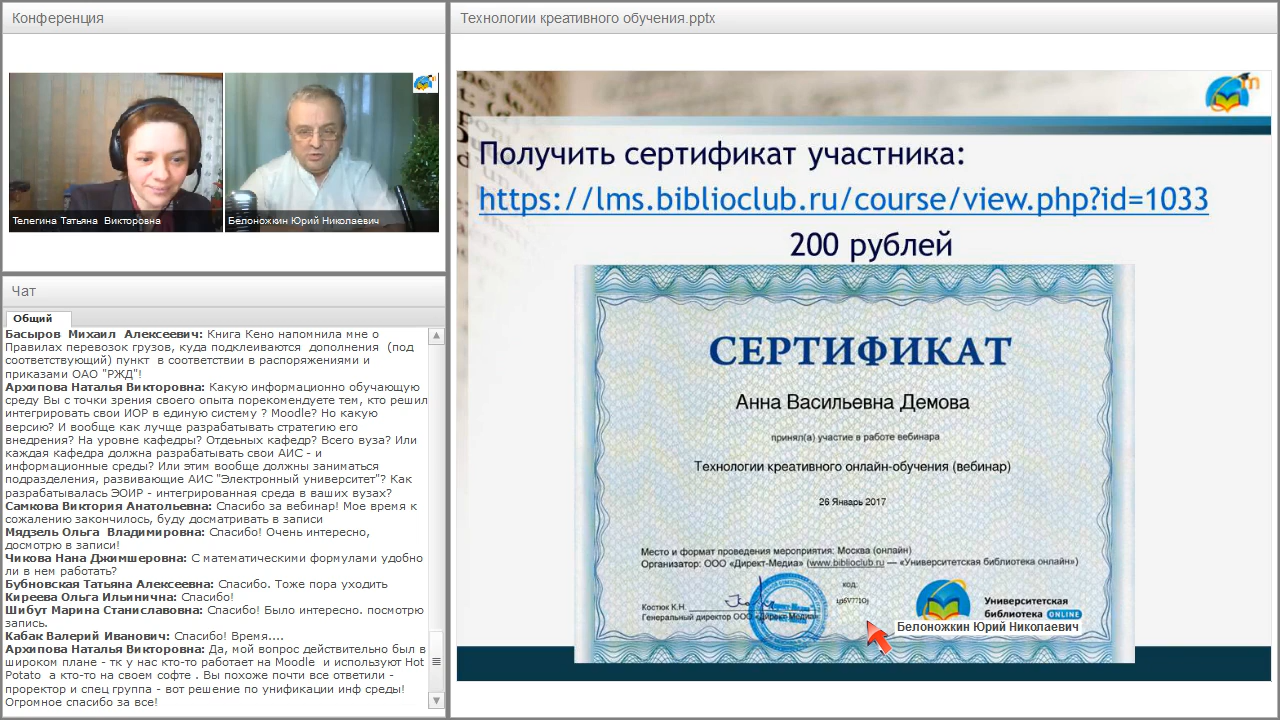 Конференция
Телегина Татьяна Викторовна
Белоножкин Юрий Николаевич
Чат
Общий
Басыров Михаил Алексеевич: Книга Кено напомнила мне о
Правилах перевозок грузов, куда подклеиваются дополнения (под
соответствующий) пункт в соответствии в распоряжениями и
приказами ОАО "РЖД"!
Архипова Наталья Викторовна: Какую информационно обучающую
среду Вы с точки зрения своего опыта порекомендуете тем, кто решил
интегрировать свои ИОР в единую систему ? Moodle? Но какую
версию? И вообще как лучше разрабатывать стратегию его
внедрения? На уровне кафедры? Отдеьных кафедр? Всего вуза? Или
каждая кафедра должна разрабатывать свои АИС - и
информационные среды? Или этим вообще должны заниматься
подразделения, развивающие АИС "Электронный университет"? Как
разрабатывалась ЭОИР - интегрированная среда в ваших вузах?
Самкова Виктория Анатольевна: Спасибо за вебинар! Мое время к
сожалению закончилось, буду досматривать в записи
Мядзель Ольга Владимировна: Спасибо! Очень интересно,
досмотрю в записи!
Чикова Нана Джимшеровна: С математическими формулами удобно
ли в нем работать?
Бубновская Татьяна Алексеевна: Спасибо. Тоже пора уходить
Киреева Ольга Ильинична: Спасибо!
Шибут Марина Станиславовна: Спасибо! Было интересно. Посмотрю
запись.
Кабак Валерий Иванович: Спасибо! Время....
Архипова Наталья Викторовна: Да, мой вопрос действительно был в
широком плане - тк у нас кто-то работает на Moodle и используют Hot
Potato а кто-то на своем софте . Вы похоже почти все ответили -
проректор и спец группа - вот решение по унификации инф среды!
Огромное спасибо за все!
Технологии креативного обучения.pptx
Получить сертификат участника:
https://lms.biblioclub.ru/course/view.php?id=1033
200 рублей
СЕРТИФИКАТ
Анна Васильевна Демова
принял(а) участие в работе вебинара
Технологии креативного онлайн-обучения (вебинар)
26 Январь 2017
Место и формат проведения мероприятия: Москва (онлайн)
Организатор: ООО «Директ-Медиа» (www.biblioclub.ru — «Университетская библиотека онлайн»)
код:
Костюк К.Н.
Генеральный директор ООО «Директ-Медиа»
Университетская
библиотека ONLINE
Белоножкин Юрий Николаевич